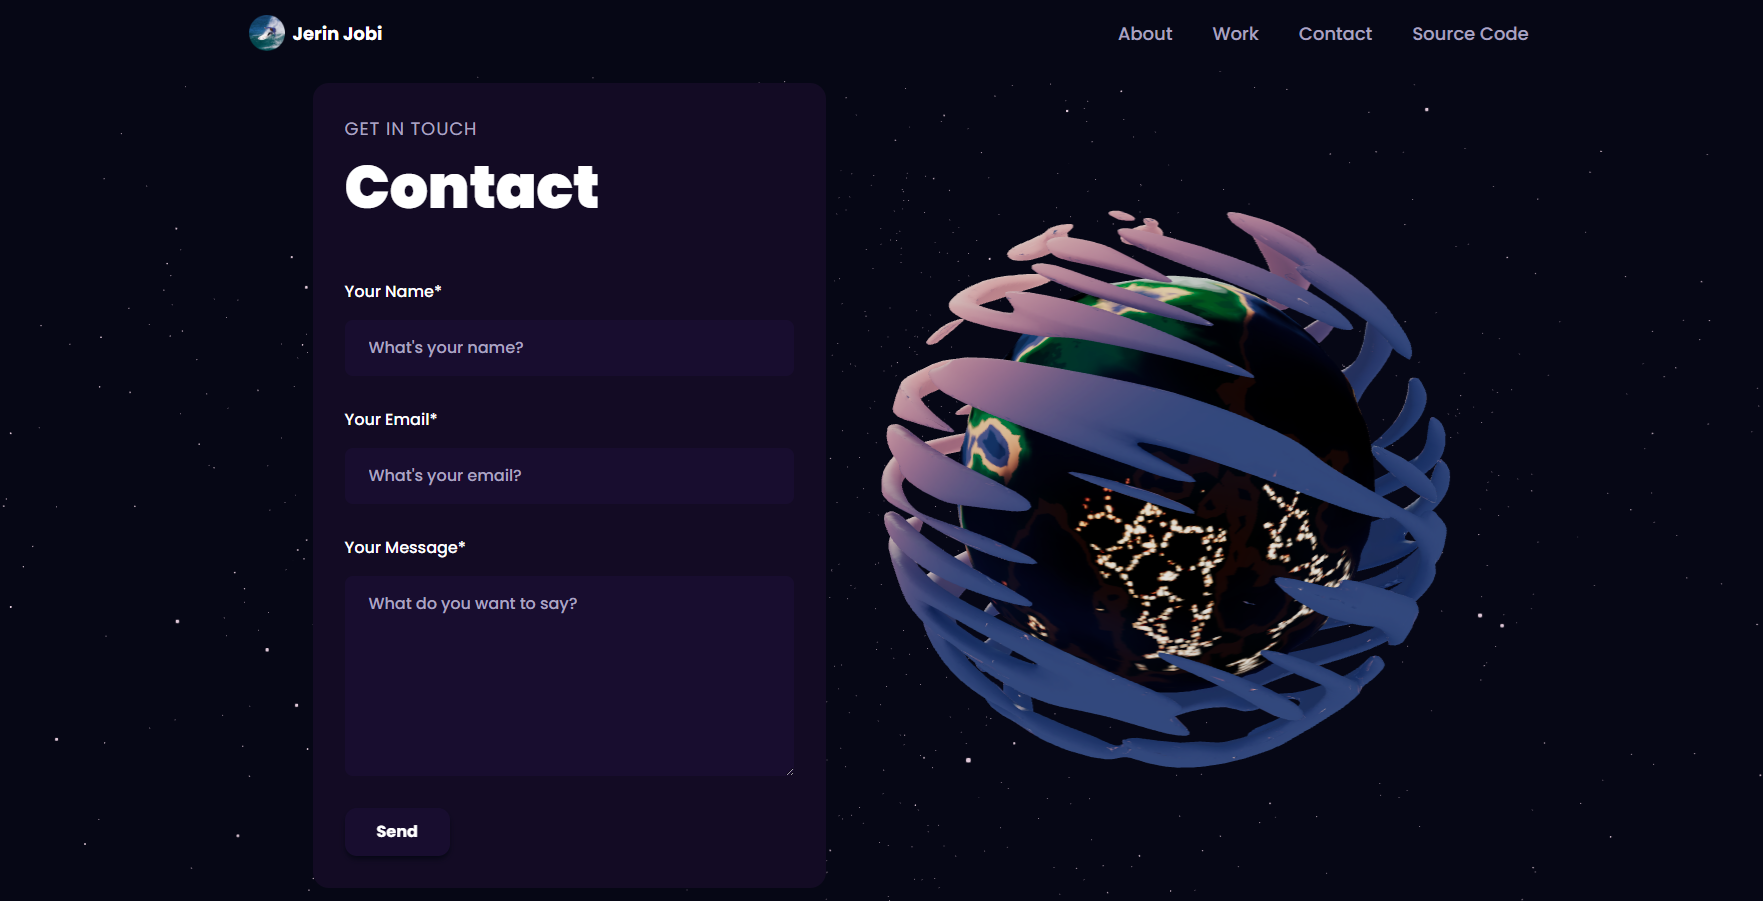 Jerin Jobi
About Work Contact Source Code
GET IN TOUCH
Contact
Your Name*
What's your name?
Your Email*
What's your email?
Your Message*
What do you want to say?
Send